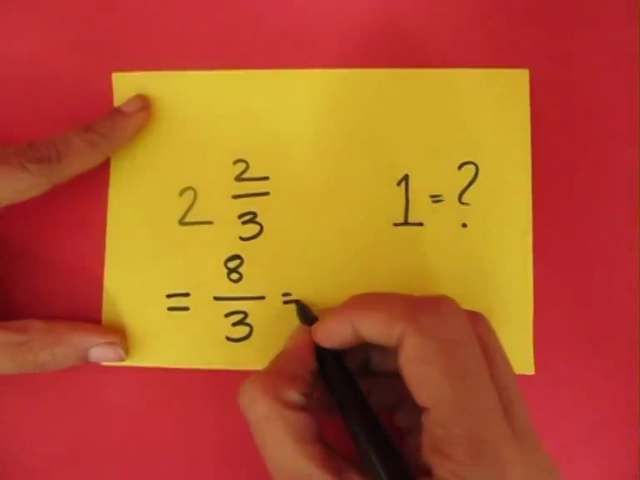 2 2/3
1 = ?
= 8/3 =